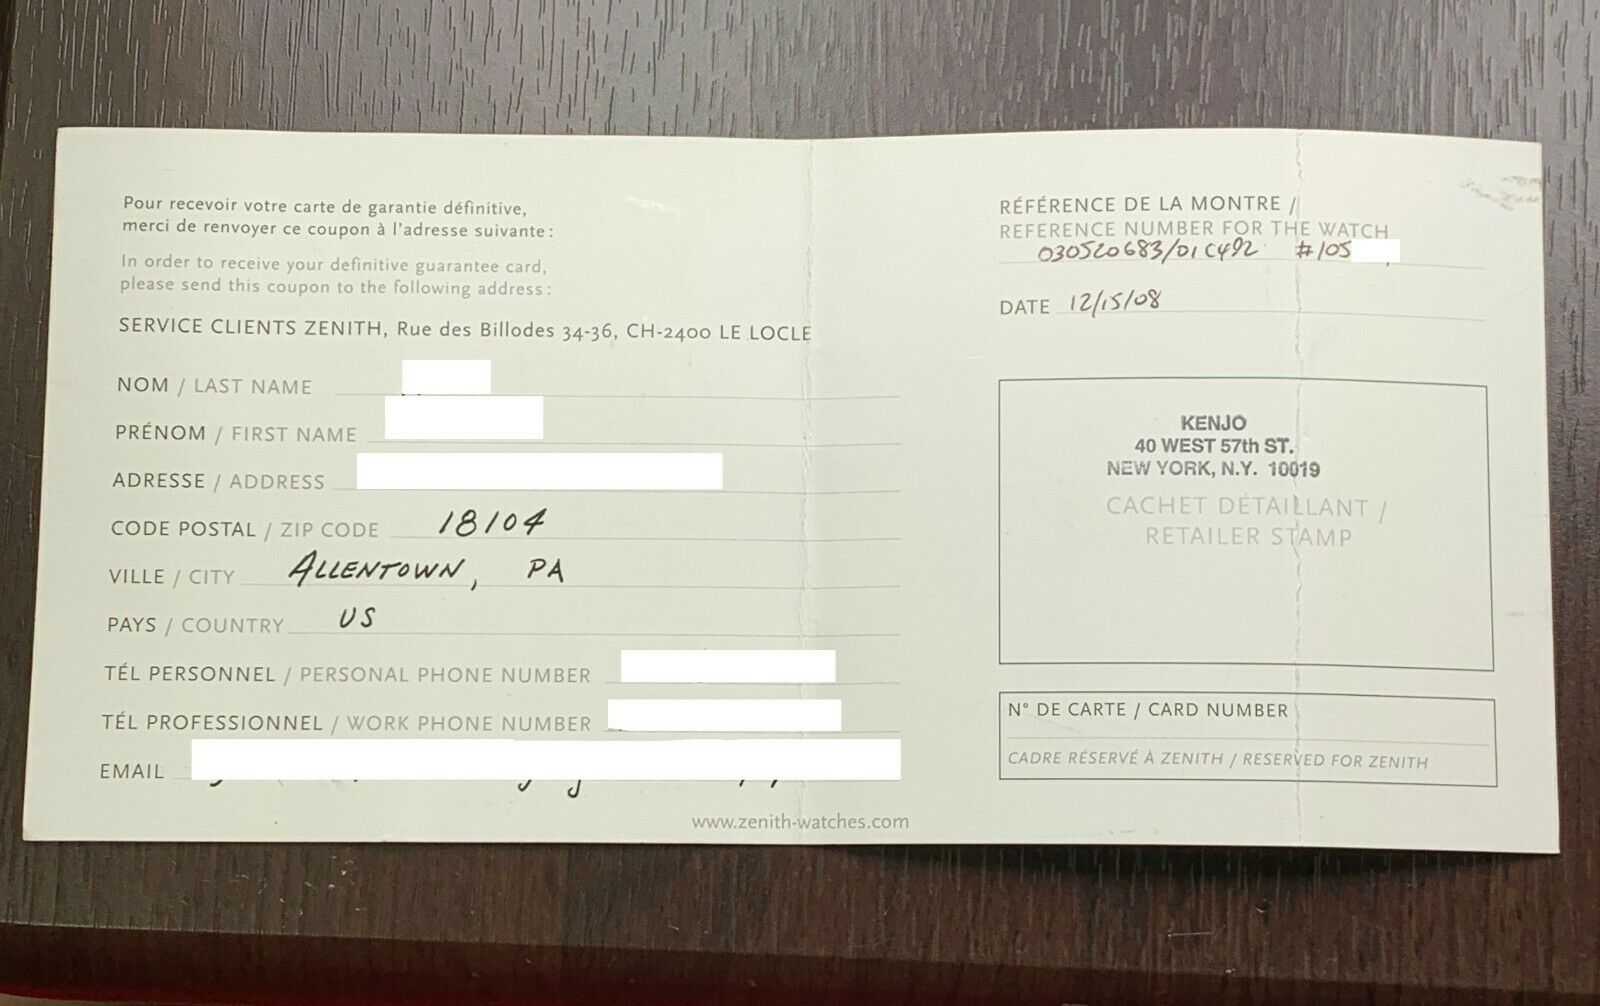 Pour recevoir votre carte de garantie définitive,
merci de renvoyer ce coupon à l'adresse suivante :
In order to receive your definitive guarantee card,
please send this coupon to the following address :
SERVICE CLIENTS ZENITH, Rue des Billodes 34-36, CH-2400 LE LOCLE
NOM / LAST NAME
PRÉNOM / FIRST NAME
ADRESSE / ADDRESS
CODE POSTAL / ZIP CODE 18104
VILLE / CITY ALLENTOWN, PA
PAYS / COUNTRY US
TÉL PERSONNEL / PERSONAL PHONE NUMBER
TÉL PROFESSIONNEL / WORK PHONE NUMBER
EMAIL
www.zenith-watches.com
RÉFÉRENCE DE LA MONTRE /
REFERENCE NUMBER FOR THE WATCH
030520683/01C492 #105
DATE 12/15/08
KENJO
40 WEST 57th ST.
NEW YORK, N.Y. 10019
CACHET DÉTAILLANT /
RETAILER STAMP
N° DE CARTE / CARD NUMBER
CADRE RÉSERVÉ À ZENITH / RESERVED FOR ZENITH